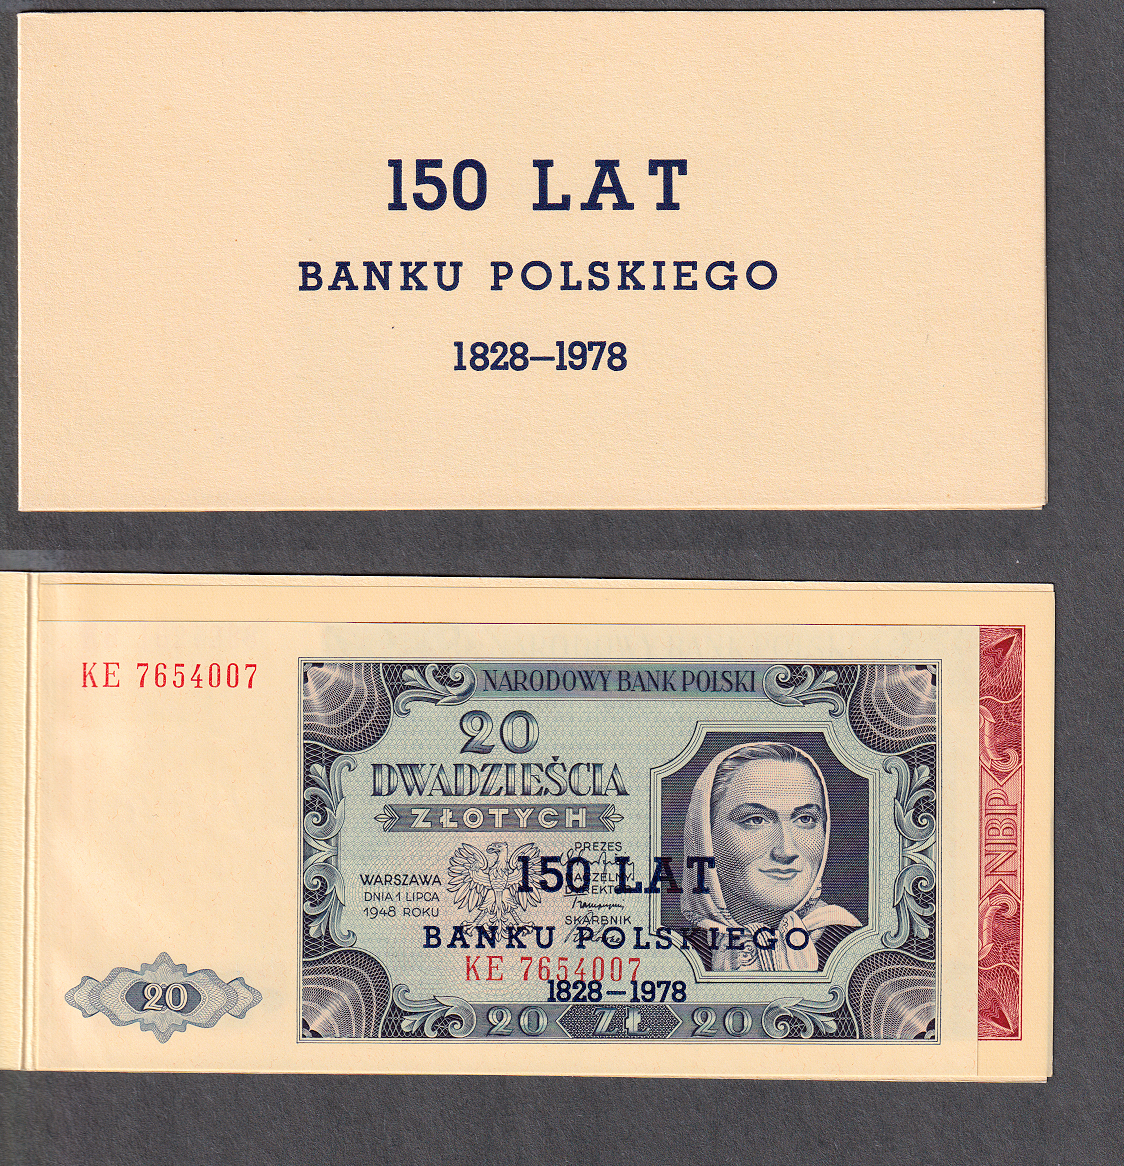 150 LAT
BANKU POLSKIEGO
1828–1978
KE 7654007
NARODOWY BANK POLSKI
20
DWADZIEŚCIA
ZŁOTYCH
PREZES
NACZELNY
DYREKTOR
SKARBNIK
WARSZAWA
DNIA 1 LIPCA
1948 ROKU
150 LAT
BANKU POLSKIEGO
KE 7654007
1828–1978
20
20 ZŁ 20
NBP